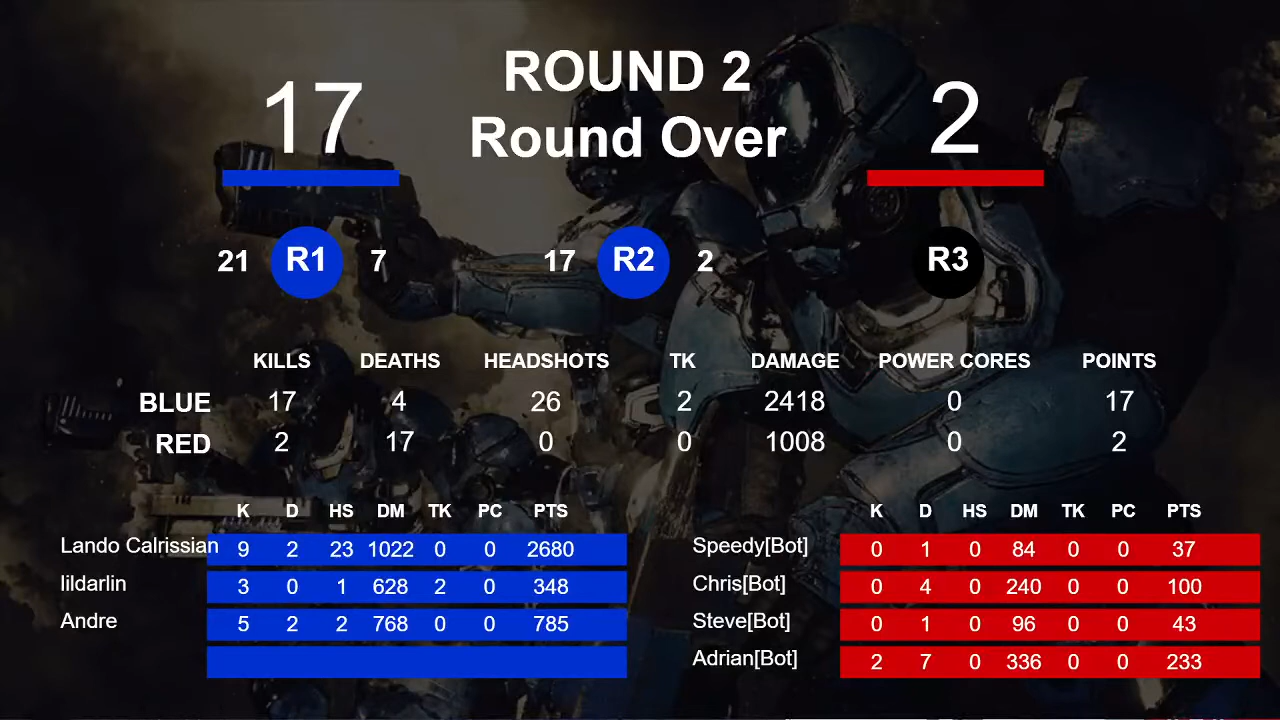 17 ROUND 2 2
Round Over
21 R1 7 17 R2 2 R3
KILLS DEATHS HEADSHOTS TK DAMAGE POWER CORES POINTS
BLUE 17 4 26 2 2418 0 17
RED 2 17 0 0 1008 0 2
K D HS DM TK PC PTS K D HS DM TK PC PTS
Lando Calrissian 9 2 23 1022 0 0 2680 Speedy[Bot] 0 1 0 84 0 0 37
lildarlin 3 0 1 628 2 0 348 Chris[Bot] 0 4 0 240 0 0 100
Andre 5 2 2 768 0 0 785 Steve[Bot] 0 1 0 96 0 0 43
Adrian[Bot] 2 7 0 336 0 0 233